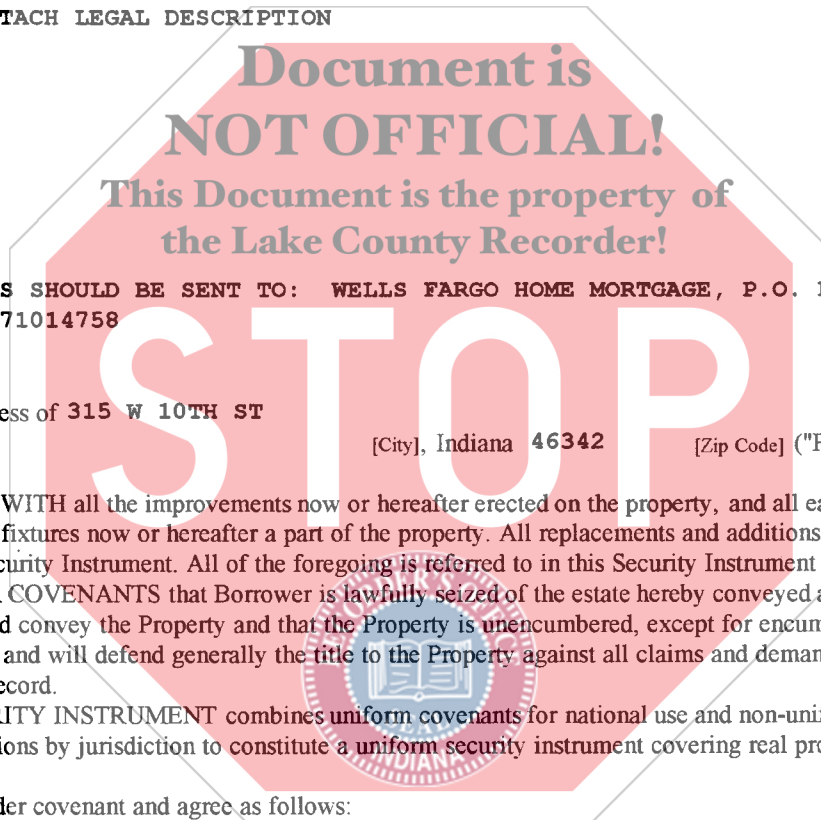 TACH LEGAL DESCRIPTION
Document is
NOT OFFICIAL!
This Document is the property of
the Lake County Recorder!
S SHOULD BE SENT TO: WELLS FARGO HOME MORTGAGE, P.O.
71014758
STOP
ess of 315 W 10TH ST
[City], Indiana 46342 [Zip Code] ("P
WITH all the improvements now or hereafter erected on the property, and all ea
fixtures now or hereafter a part of the property. All replacements and additions
curity Instrument. All of the foregoing is referred to in this Security Instrument
COVENANTS that Borrower is lawfully seized of the estate hereby conveyed a
d convey the Property and that the Property is unencumbered, except for encum
and will defend generally the title to the Property against all claims and deman
ecord.
RITY INSTRUMENT combines uniform covenants for national use and non-uni
ions by jurisdiction to constitute a uniform security instrument covering real pro
der covenant and agree as follows:
RECORDER'S OFFICE
SEAL
INDIANA